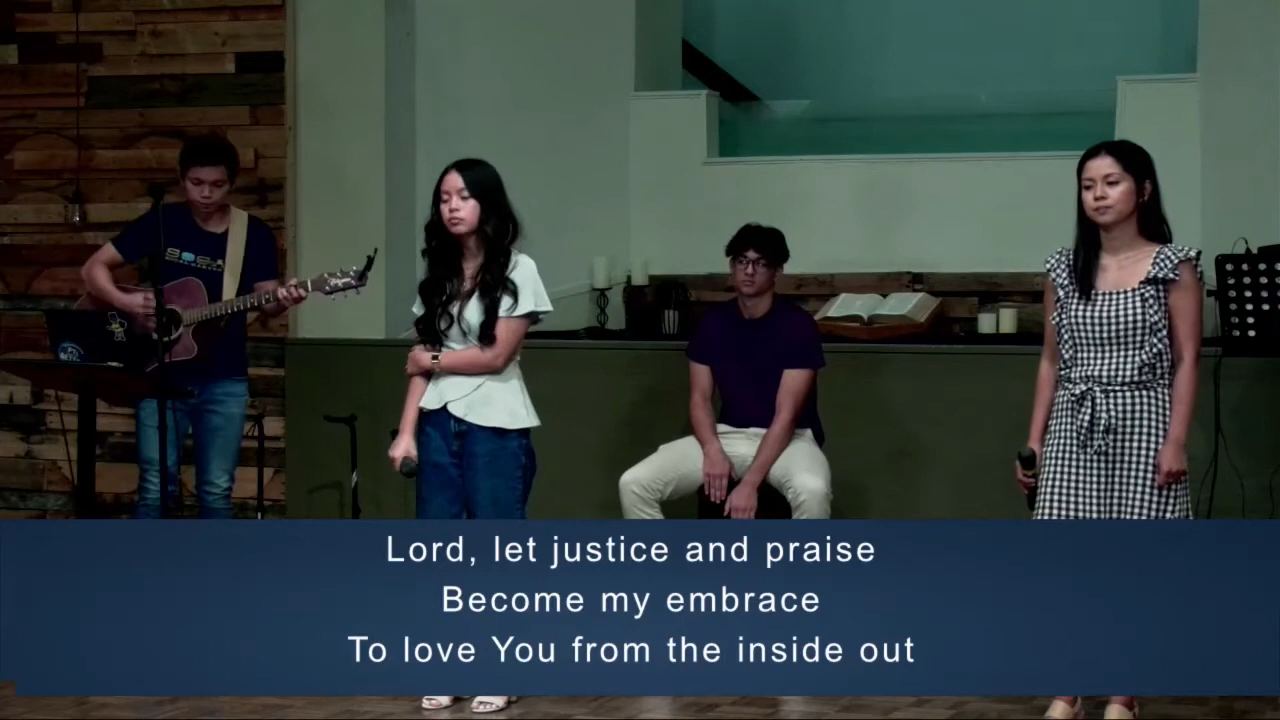 Lord, let justice and praise
Become my embrace
To love You from the inside out